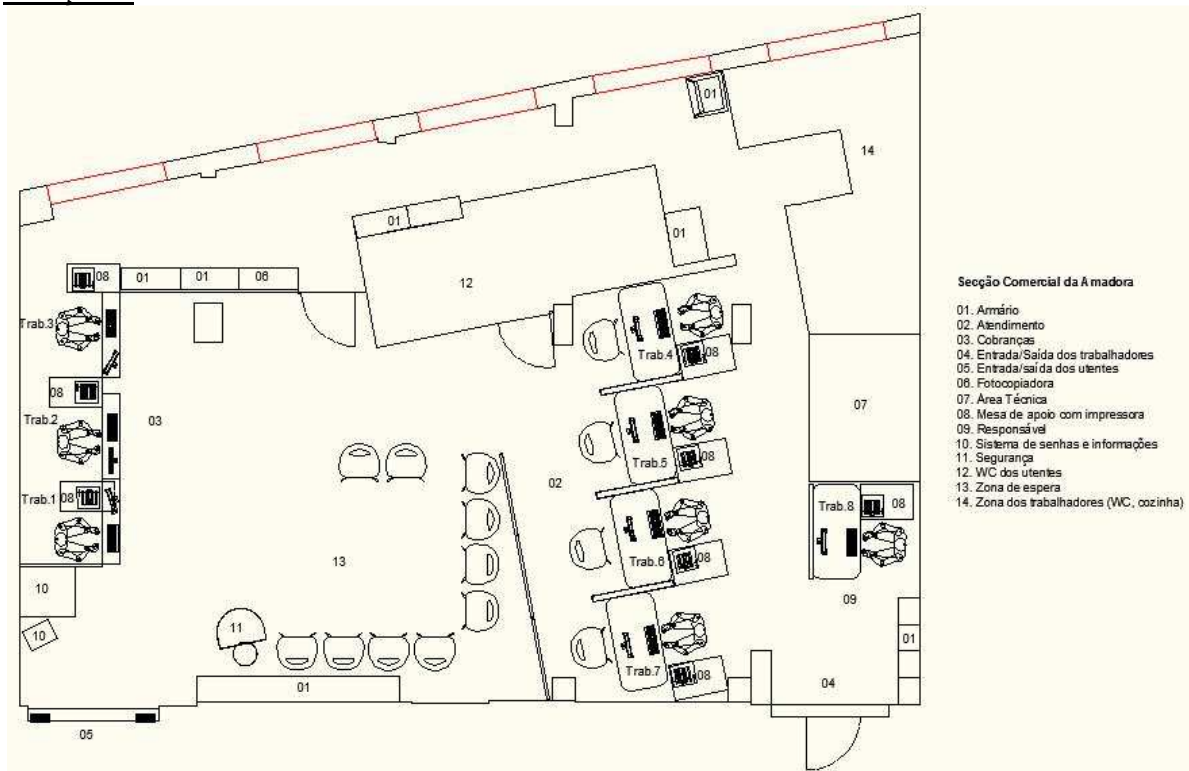 01
14
01
01
12
08
01
01
06
Trab.3
Trab.4
08
08
Trab.2
03
07
Trab.5
08
02
Trab.1
08
Trab.8
08
13
Trab.6
08
10
09
10
11
01
Trab.7
08
01
04
05
Secção Comercial da Amadora
01. Armário
02. Atendimento
03. Cobranças
04. Entrada/Saída dos trabalhadores
05. Entrada/saída dos utentes
06. Fotocopiadora
07. Área Técnica
08. Mesa de apoio com impressora
09. Responsável
10. Sistema de senhas e informações
11. Segurança
12. WC dos utentes
13. Zona de espera
14. Zona dos trabalhadores (WC, cozinha)